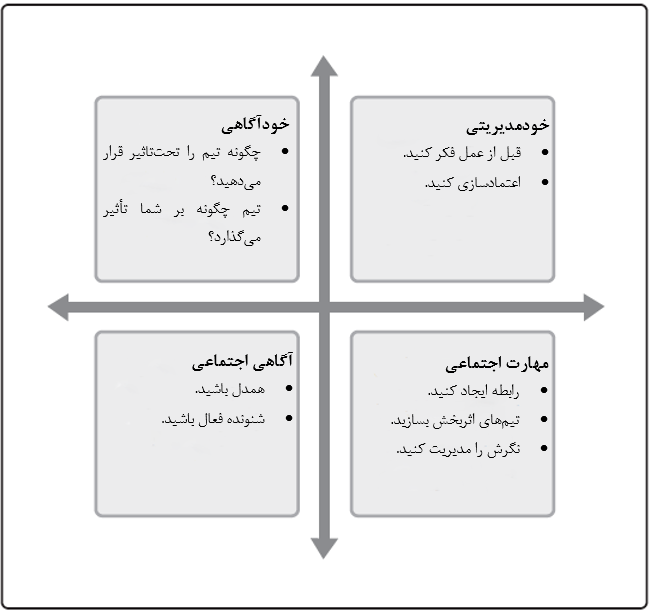 خودمدیریتی
قبل از عمل فکر کنید.
اعتمادسازی کنید.
خودآگاهی
چگونه تیم را تحت‌تاثیر قرار
می‌دهید؟
تیم چگونه بر شما تأثیر
می‌گذارد؟
مهارت اجتماعی
رابطه ایجاد کنید.
تیم‌های اثربخش بسازید.
نگرش را مدیریت کنید.
آگاهی اجتماعی
همدل باشید.
شنونده فعال باشید.